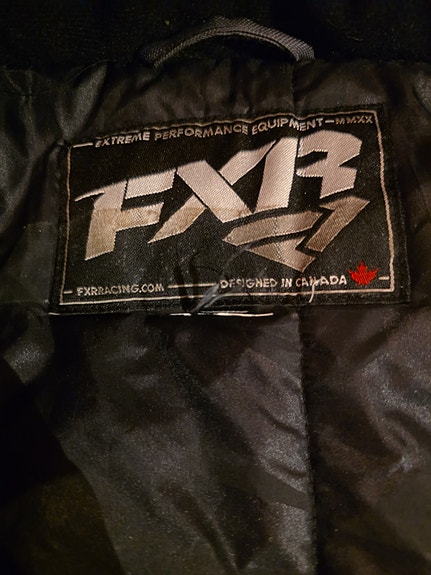 EXTREME PERFORMANCE EQUIPMENT MMXX
FXR
FXRRACING.COM DESIGNED IN CANADA